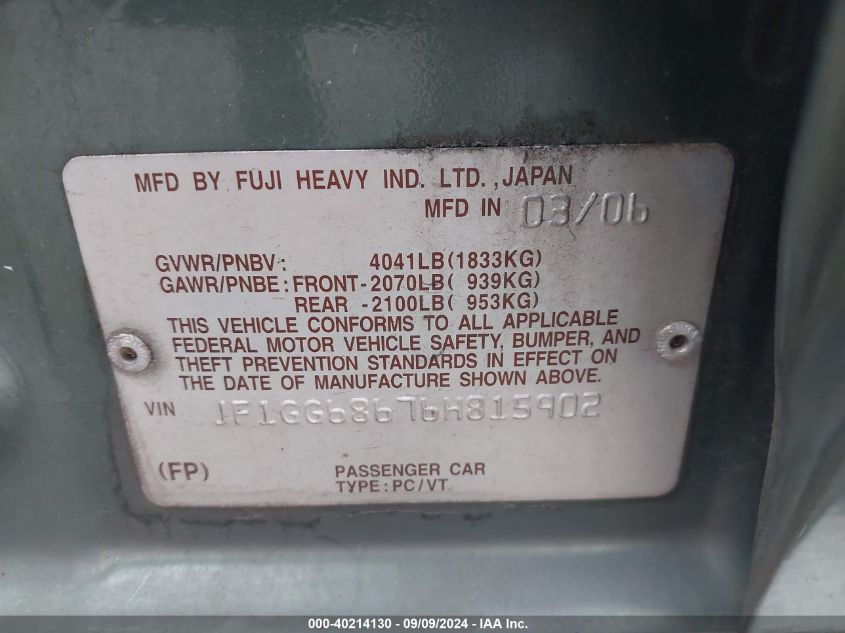 MFD BY FUJI HEAVY IND. LTD.,JAPAN
MFD IN 03/06
GVWR/PNBV: 4041LB(1833KG)
GAWR/PNBE: FRONT-2070LB( 939KG)
REAR -2100LB( 953KG)
THIS VEHICLE CONFORMS TO ALL APPLICABLE
FEDERAL MOTOR VEHICLE SAFETY, BUMPER, AND
THEFT PREVENTION STANDARDS IN EFFECT ON
THE DATE OF MANUFACTURE SHOWN ABOVE.
VIN JF1GG68676H815902
(FP) PASSENGER CAR
TYPE:PC/VT
000-40214130 - 09/09/2024 - IAA Inc.